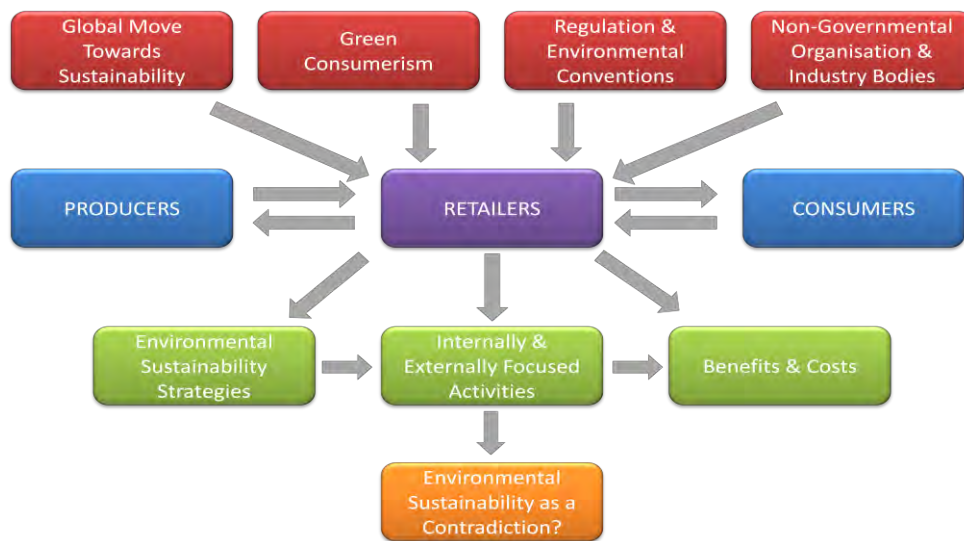 Global Move
Towards
Sustainability
Green
Consumerism
Regulation &
Environmental
Conventions
Non-Governmental
Organisation &
Industry Bodies
PRODUCERS
RETAILERS
CONSUMERS
Environmental
Sustainability
Strategies
Internally &
Externally Focused
Activities
Benefits & Costs
Environmental
Sustainability as a
Contradiction?